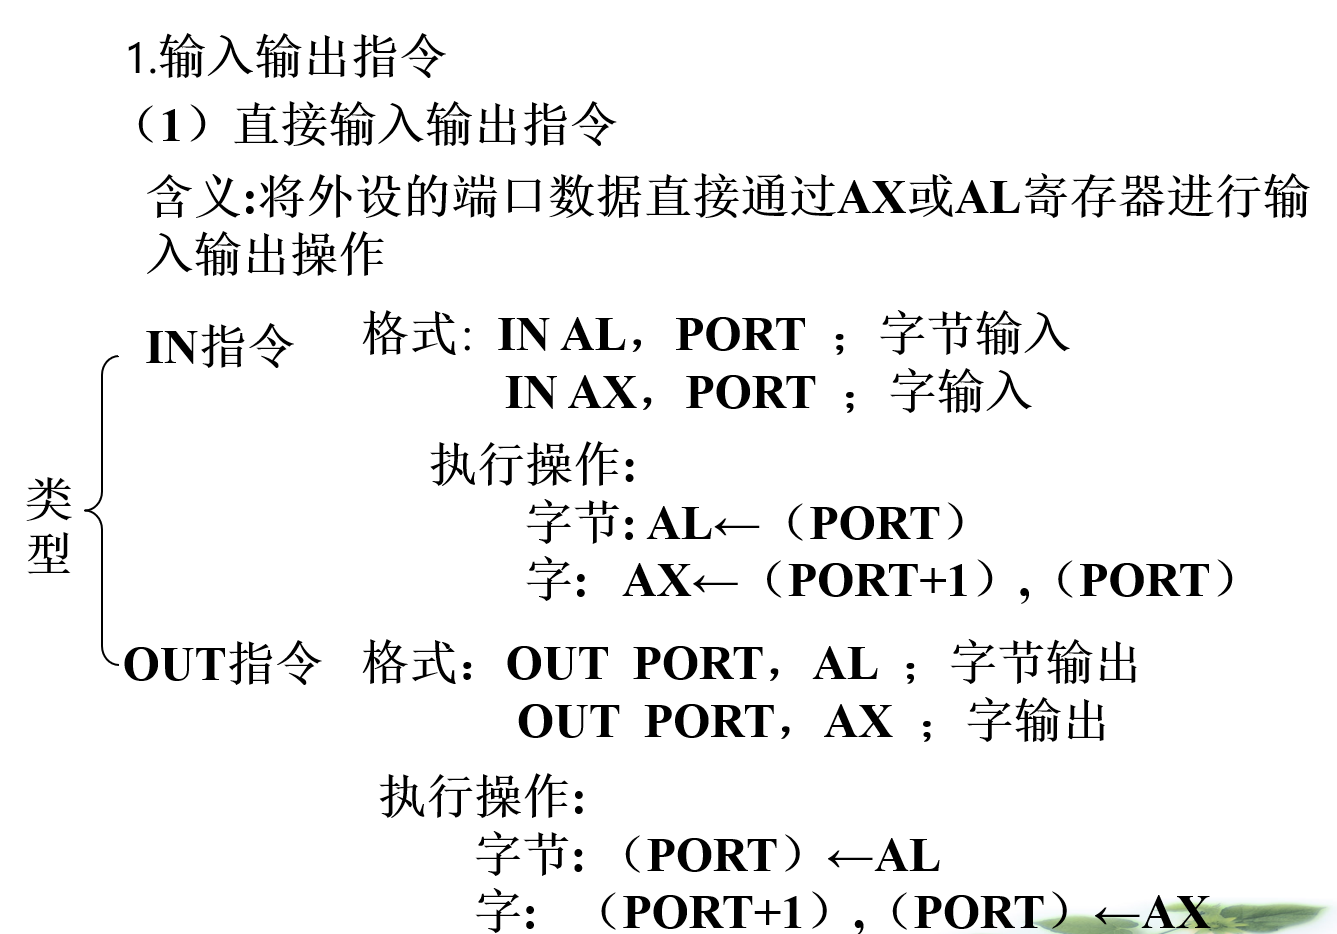 1.输入输出指令
（1）直接输入输出指令
含义:将外设的端口数据直接通过AX或AL寄存器进行输
入输出操作
类型
IN指令 格式: IN AL，PORT ；字节输入
IN AX，PORT ；字输入
执行操作:
字节: AL←（PORT）
字： AX←（PORT+1）,（PORT）
OUT指令 格式：OUT PORT，AL ；字节输出
OUT PORT，AX ；字输出
执行操作:
字节:（PORT）←AL
字： （PORT+1）,（PORT）←AX